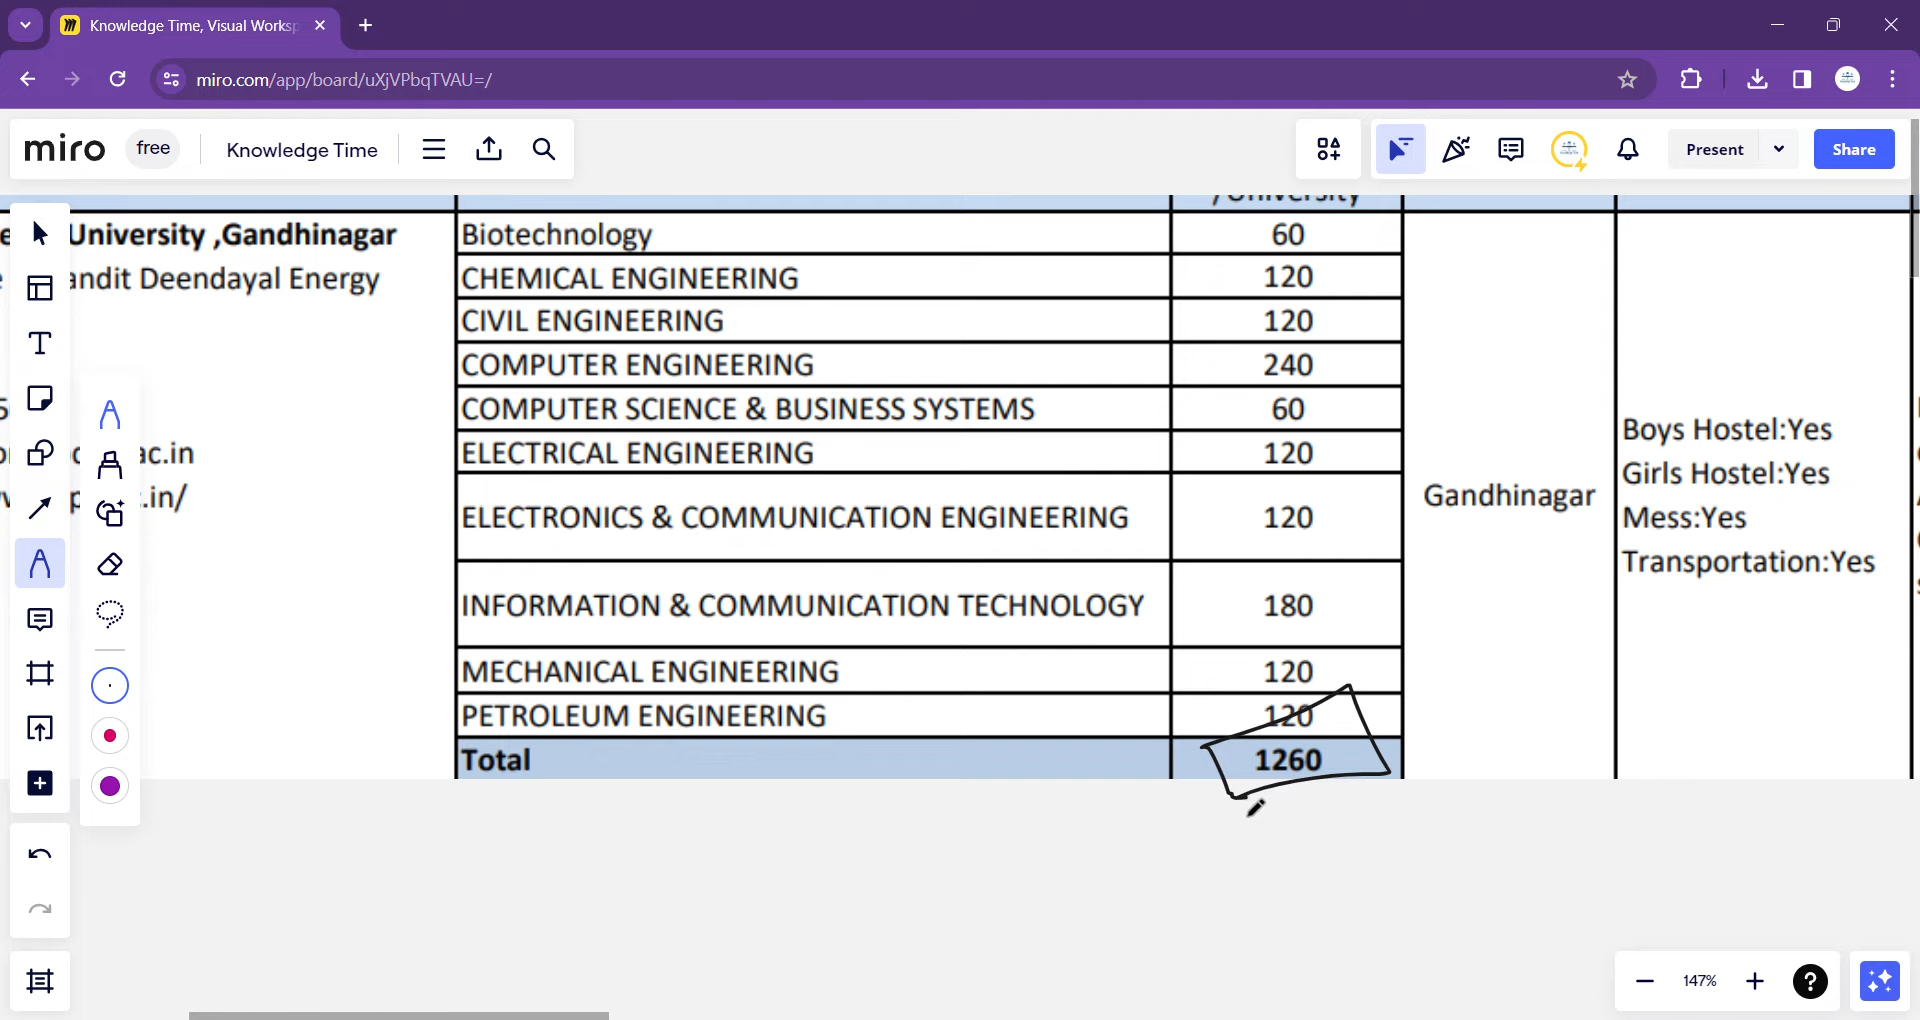 Knowledge Time, Visual Works
miro.com/app/board/uXjVPbqTVAU=/
miro free Knowledge Time Present Share
/University
University ,Gandhinagar Biotechnology 60
andit Deendayal Energy CHEMICAL ENGINEERING 120
CIVIL ENGINEERING 120
COMPUTER ENGINEERING 240
COMPUTER SCIENCE & BUSINESS SYSTEMS 60
Boys Hostel:Yes
ac.in ELECTRICAL ENGINEERING 120
Girls Hostel:Yes
.in/ Gandhinagar
ELECTRONICS & COMMUNICATION ENGINEERING 120 Mess:Yes
Transportation:Yes
INFORMATION & COMMUNICATION TECHNOLOGY 180
MECHANICAL ENGINEERING 120
PETROLEUM ENGINEERING 120
Total 1260
147%